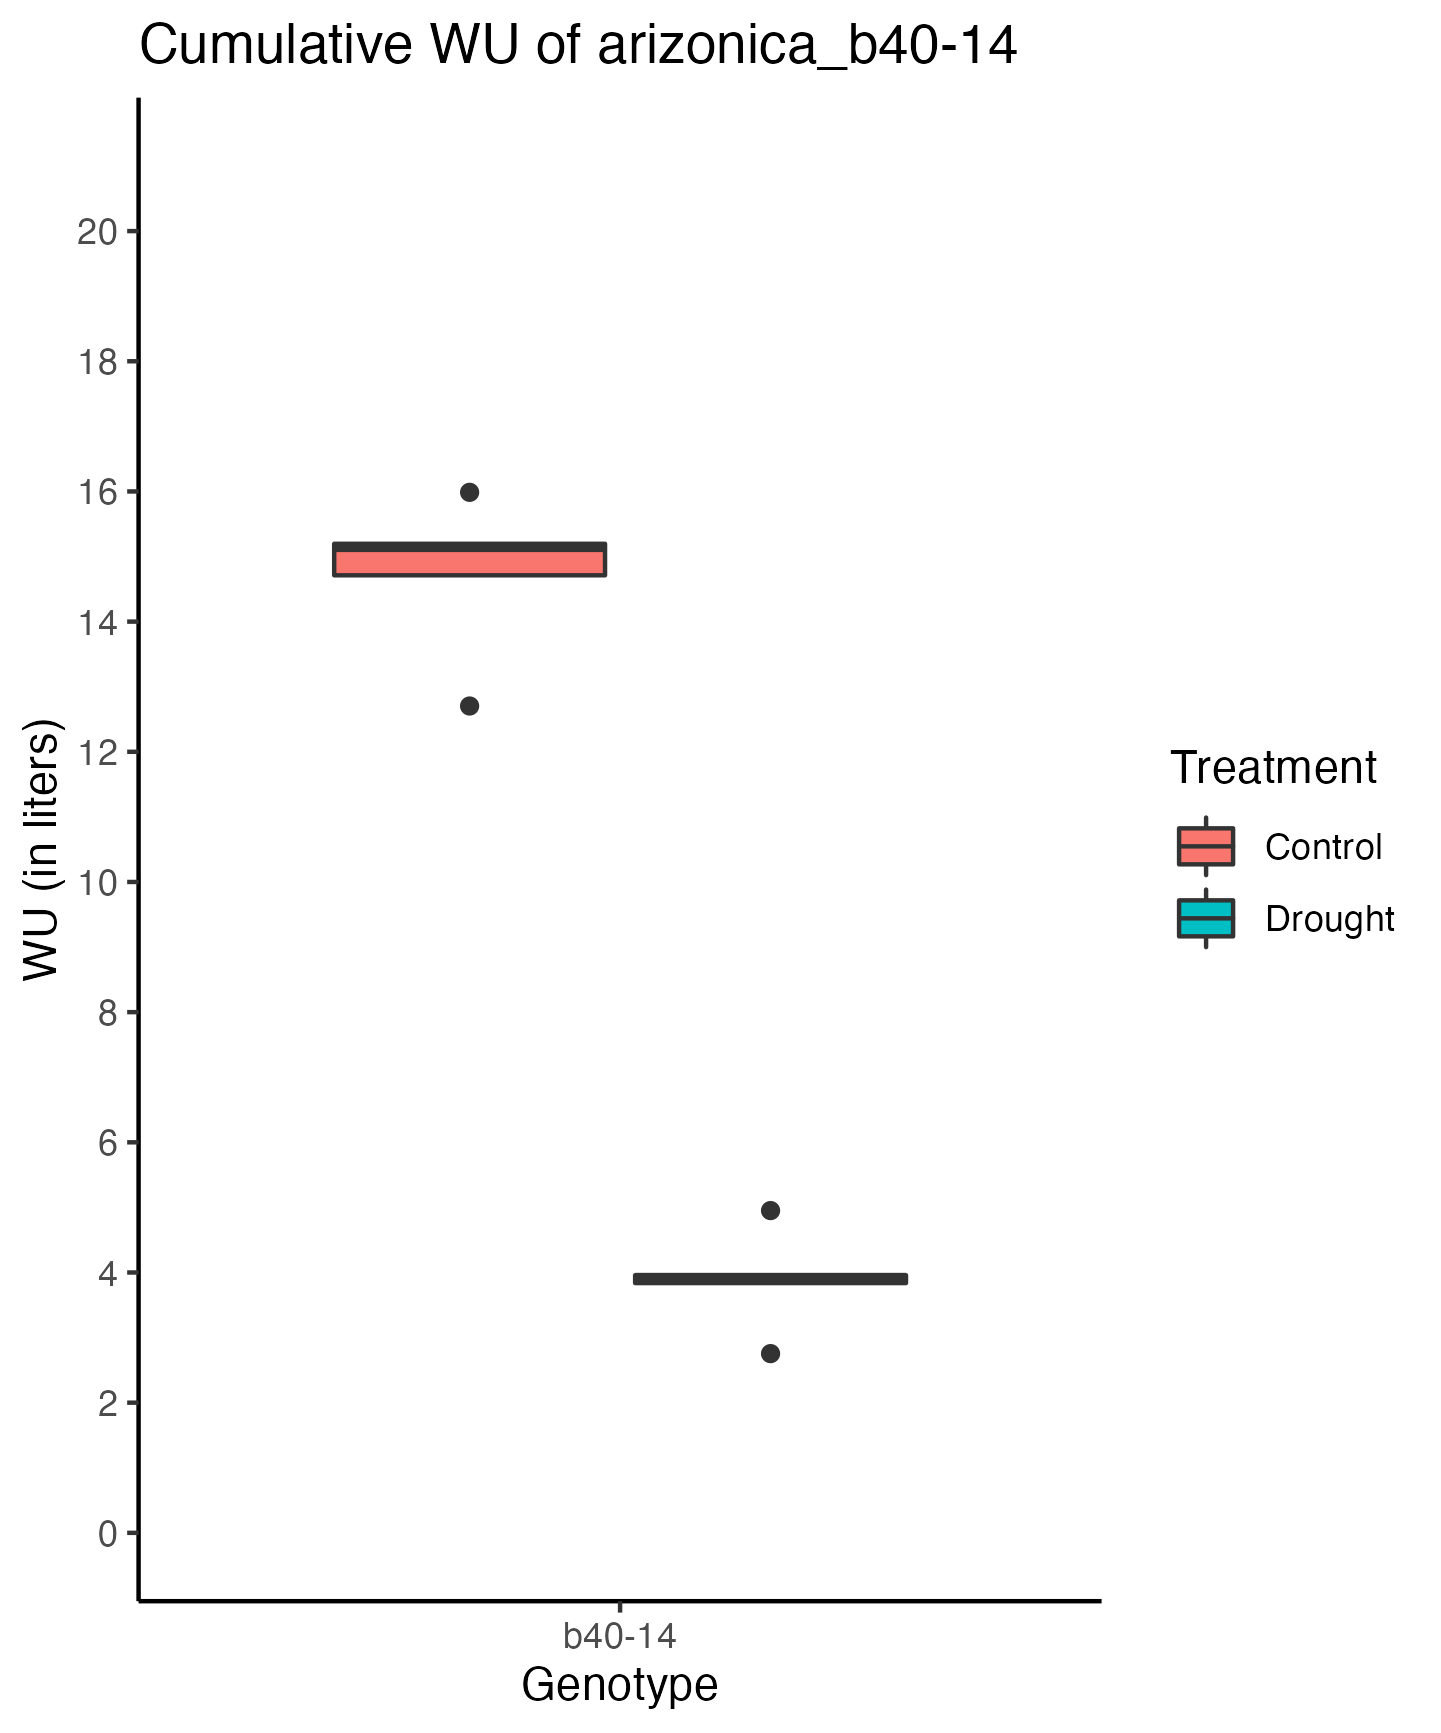 Cumulative WU of arizonica_b40-14
20
18
16
14
12
10
8
6
4
2
0
WU (in liters)
b40-14
Genotype
Treatment
Control
Drought